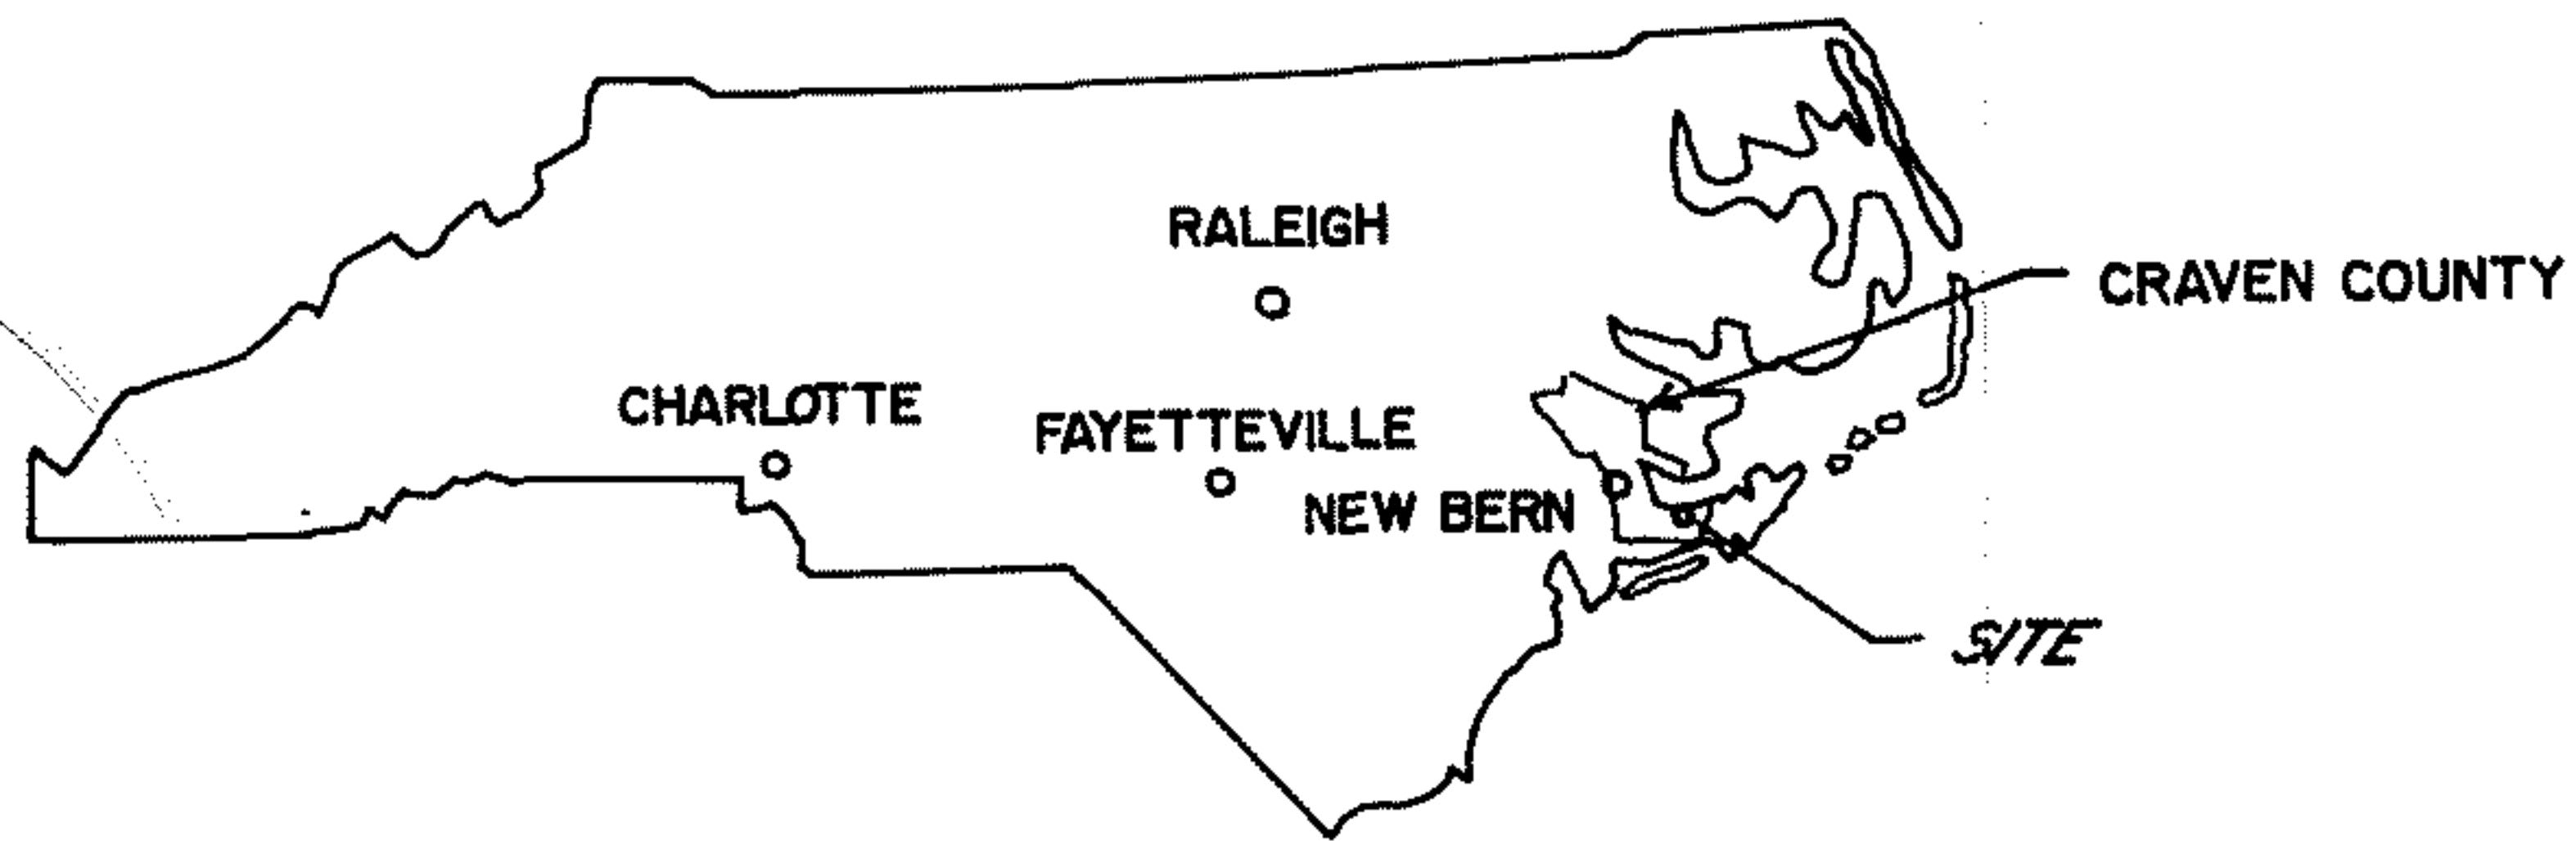 RALEIGH
CRAVEN COUNTY
CHARLOTTE
FAYETTEVILLE
NEW BERN
SITE